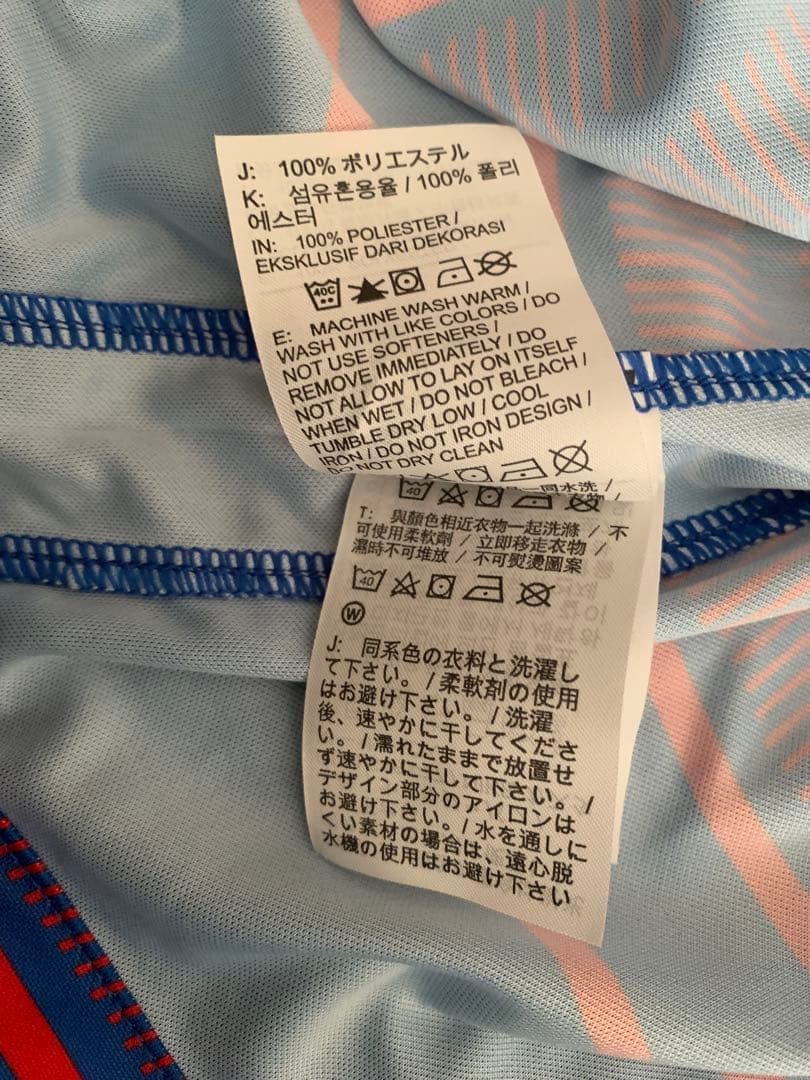 J: 100% ポリエステル
K: 섬유혼용율 / 100% 폴리
에스터
IN: 100% POLIESTER /
EKSKLUSIF DARI DEKORASI
40C
E: MACHINE WASH WARM /
WASH WITH LIKE COLORS / DO
NOT USE SOFTENERS /
REMOVE IMMEDIATELY / DO
NOT ALLOW TO LAY ON ITSELF
WHEN WET / DO NOT BLEACH /
TUMBLE DRY LOW / COOL
IRON / DO NOT IRON DESIGN /
DO NOT DRY CLEAN
一同水洗 /
40
T: 與顏色相近衣物一起洗滌 / 不
可使用柔軟劑 / 立即移走衣物 /
濕時不可堆放 / 不可熨燙圖案
40
W
J: 同系色の衣料と洗濯し
て下さい。/ 柔軟剤の使用
はお避け下さい。/ 洗濯
後、速やかに干してくださ
い。/ 濡れたままで放置せ
ず速やかに干して下さい。/
デザイン部分のアイロンは
お避け下さい。/ 水を通しに
くい素材の場合は、遠心脱
水機の使用はお避け下さい